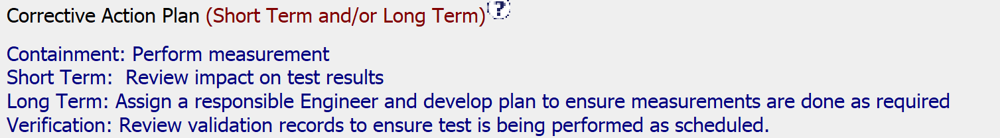 Corrective Action Plan (Short Term and/or Long Term) ?
Containment: Perform measurement
Short Term:  Review impact on test results
Long Term: Assign a responsible Engineer and develop plan to ensure measurements are done as required
Verification: Review validation records to ensure test is being performed as scheduled.